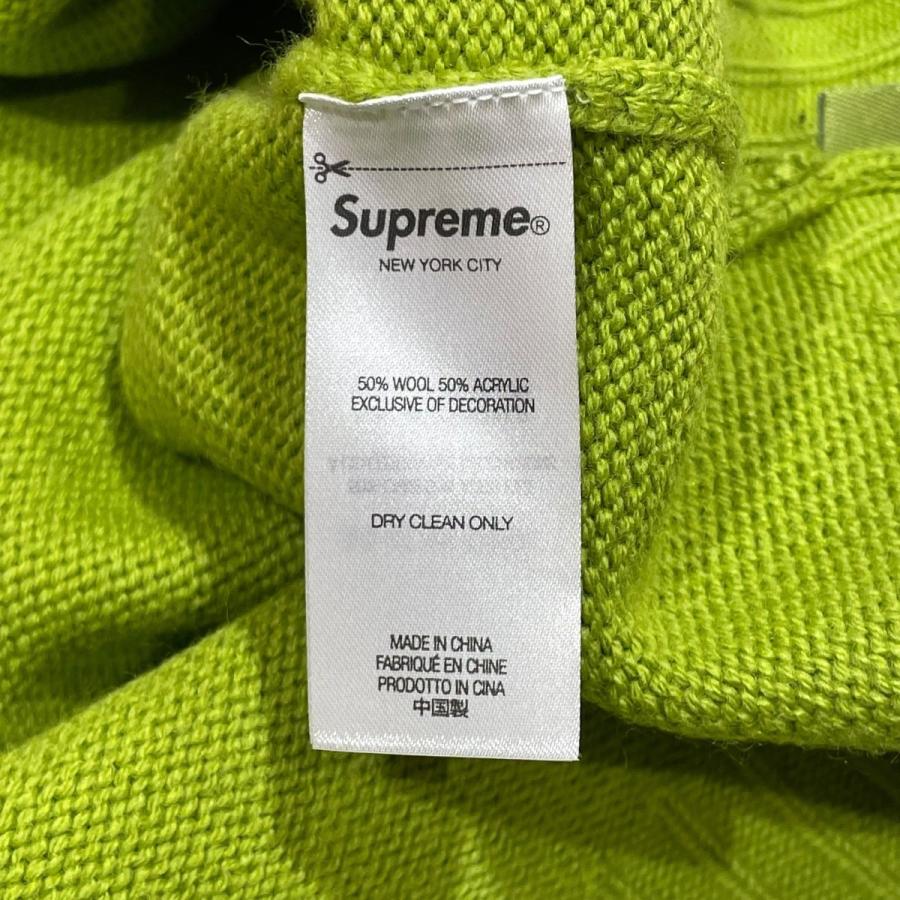 Supreme®
NEW YORK CITY
50% WOOL 50% ACRYLIC
EXCLUSIVE OF DECORATION
DRY CLEAN ONLY
MADE IN CHINA
FABRIQUÉ EN CHINE
PRODOTTO IN CINA
中国製